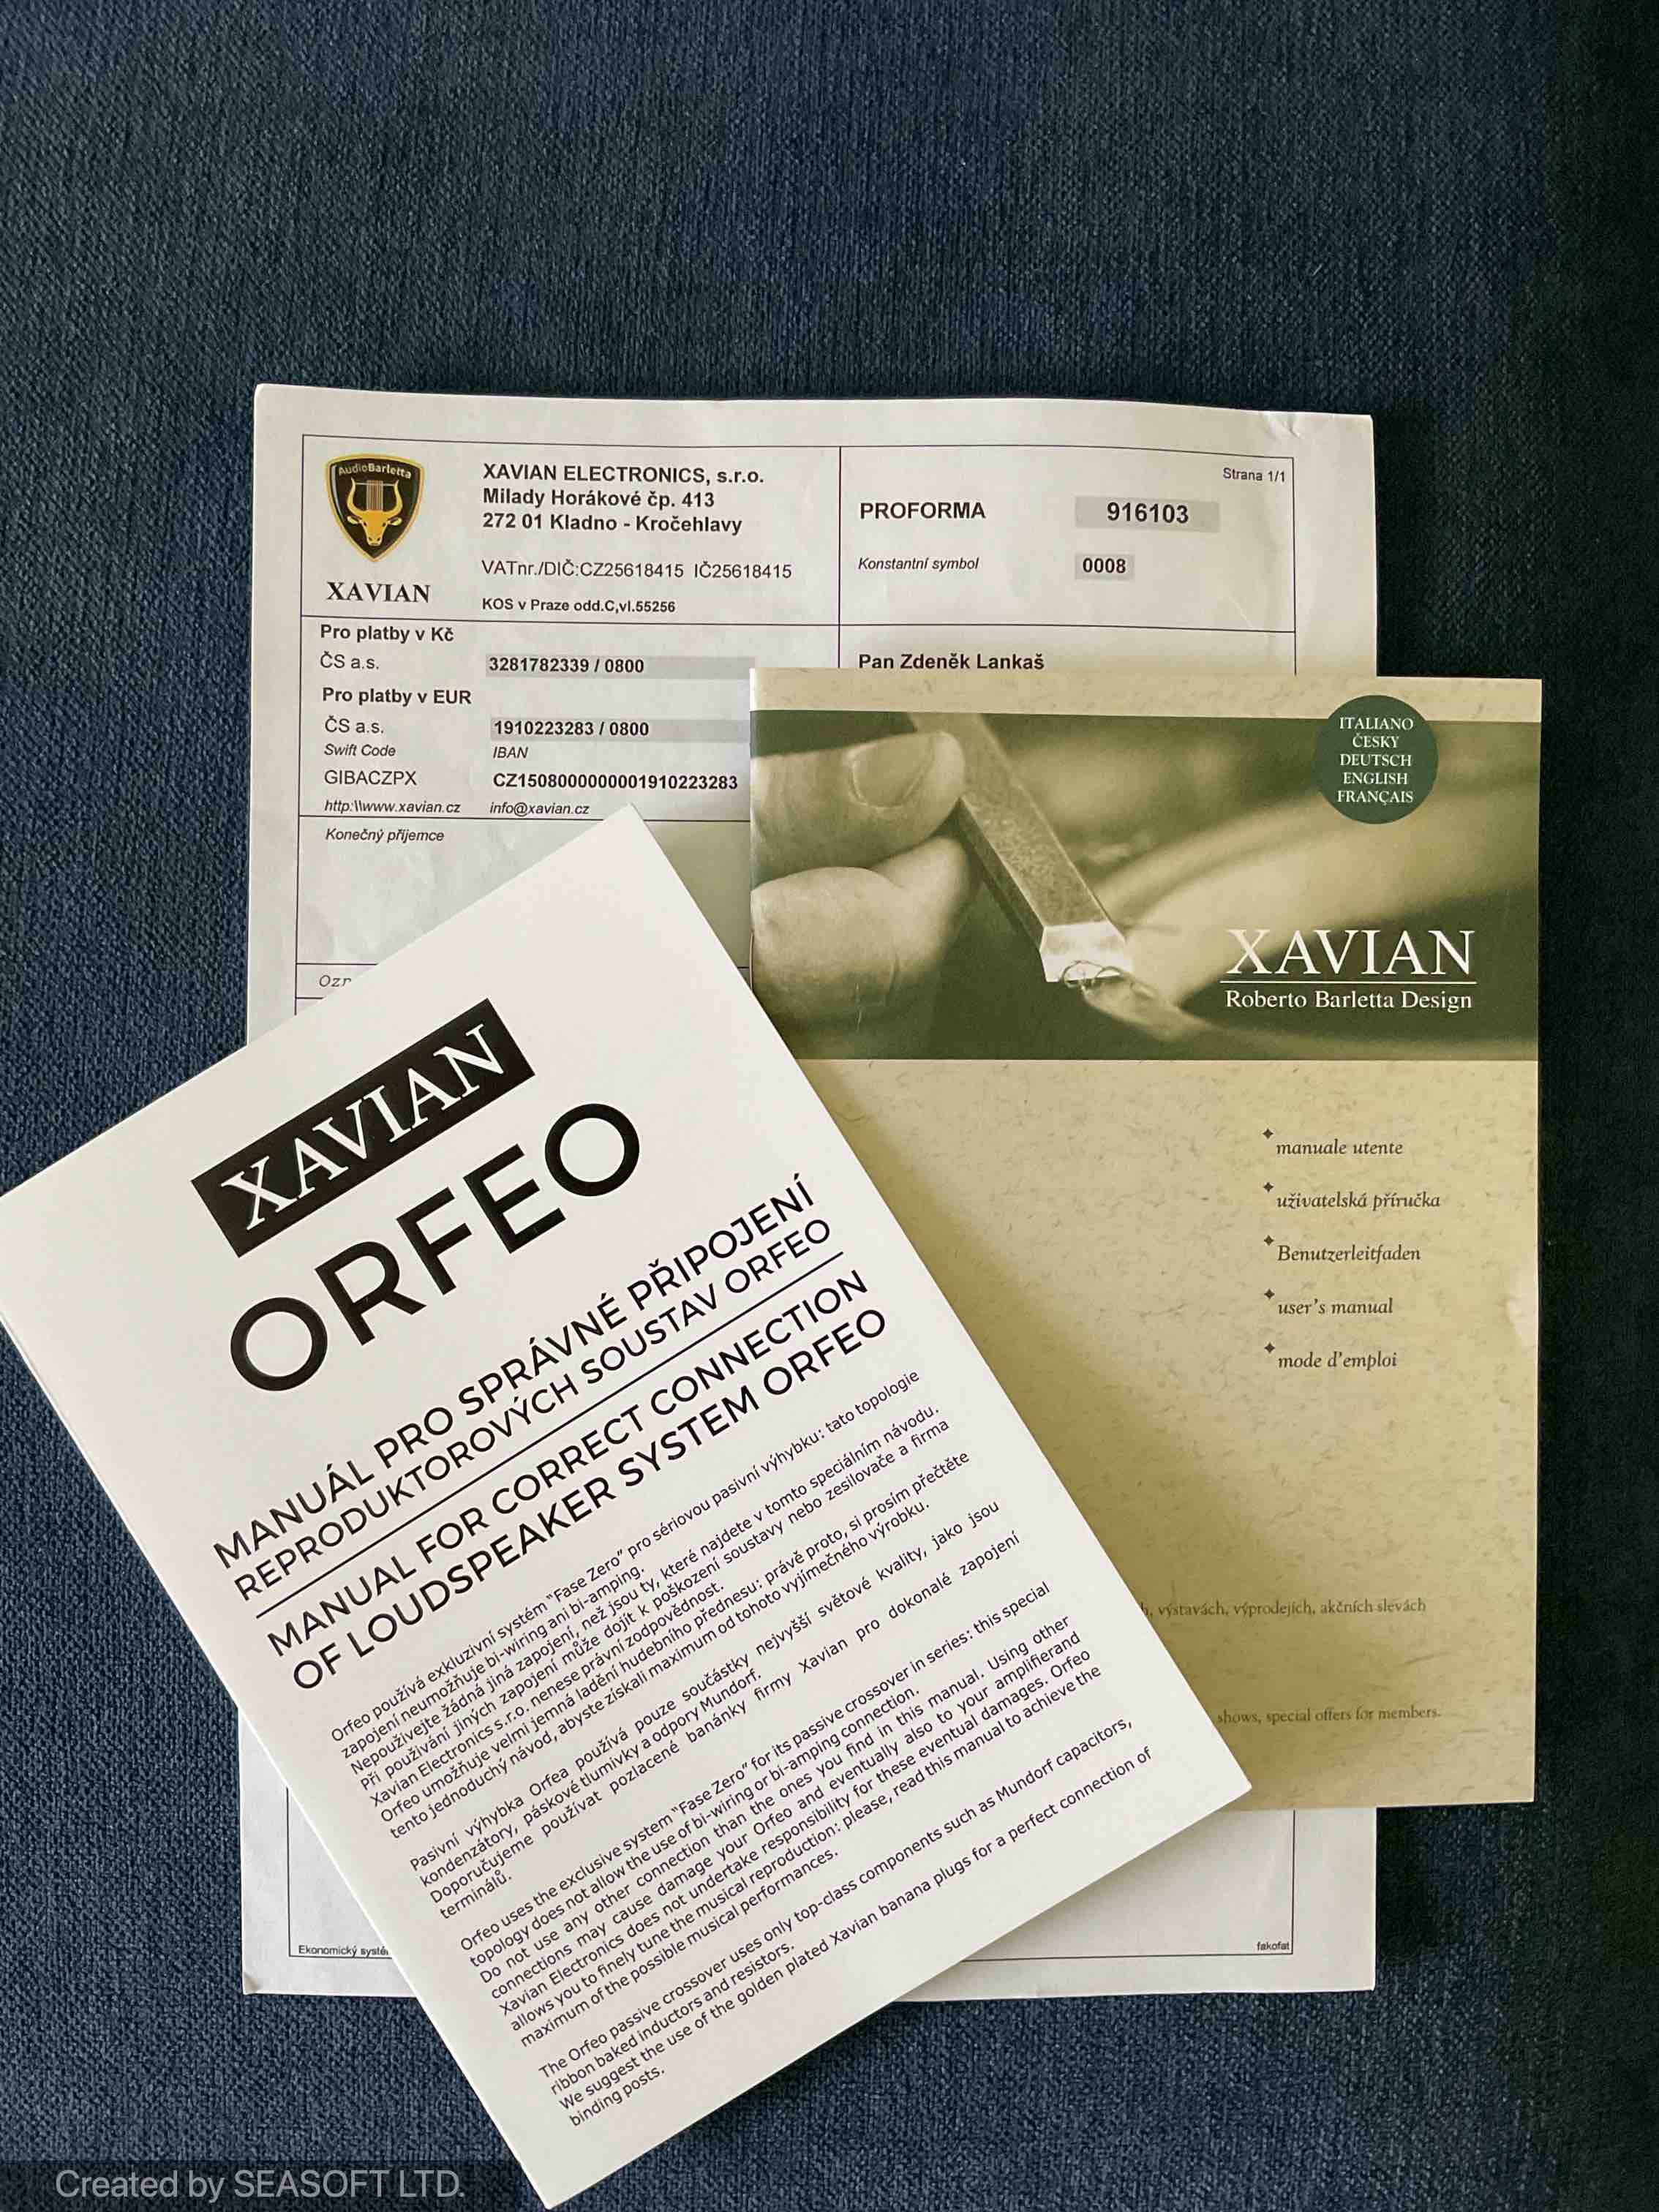 AudioBarletta
XAVIAN
XAVIAN ELECTRONICS, s.r.o.
Milady Horákové čp. 413
272 01 Kladno - Kročehlavy
VATnr./DIČ:CZ25618415 IČ25618415
KOS v Praze odd.C,vl.55256
Strana 1/1
PROFORMA 916103
Konstantní symbol 0008
Pro platby v Kč
ČS a.s. 3281782339 / 0800
Pro platby v EUR
ČS a.s. 1910223283 / 0800
Swift Code IBAN
GIBACZPX CZ1508000000001910223283
http:\\www.xavian.cz info@xavian.cz
Konečný příjemce
Pan Zdeněk Lankaš
Ekonomický systé
fakofat
ITALIANO
ČESKY
DEUTSCH
ENGLISH
FRANÇAIS
XAVIAN
Roberto Barletta Design
manuale utente
uživatelská příručka
Benutzerleitfaden
user's manual
mode d'emploi
, výstavách, výprodejích, akčních slevách
shows, special offers for members.
XAVIAN
ORFEO
MANUÁL PRO SPRÁVNÉ PŘIPOJENÍ
REPRODUKTOROVÝCH SOUSTAV ORFEO
MANUAL FOR CORRECT CONNECTION
OF LOUDSPEAKER SYSTEM ORFEO
Orfeo používá exkluzivní systém "Fase Zero" pro sériovou pasivní výhybku: tato topologie
zapojení neumožňuje bi-wiring ani bi-amping.
Nepoužívejte žádná jiná zapojení, než jsou ty, které najdete v tomto speciálním návodu.
Při používání jiných zapojení může dojít k poškození soustavy nebo zesilovače a firma
Xavian Electronics s.r.o. nenese právní zodpovědnost.
Orfeo umožňuje velmi jemná ladění hudebního přednesu: právě proto, si prosím přečtěte
tento jednoduchý návod, abyste získali maximum od tohoto vyjímečného výrobku.
Pasivní výhybka Orfea používá pouze součástky nejvyšší světové kvality, jako jsou
kondenzátory, páskové tlumivky a odpory Mundorf.
Doporučujeme používat pozlacené banánky firmy Xavian pro dokonalé zapojení
terminálů.
Orfeo uses the exclusive system "Fase Zero" for its passive crossover in series: this special
topology does not allow the use of bi-wiring or bi-amping connection.
Do not use any other connection than the ones you find in this manual. Using other
connections may cause damage your Orfeo and eventually also to your amplifierand
Xavian Electronics does not undertake responsibility for these eventual damages. Orfeo
allows you to finely tune the musical reproduction: please, read this manual to achieve the
maximum of the possible musical performances.
The Orfeo passive crossover uses only top-class components such as Mundorf capacitors,
ribbon baked inductors and resistors.
We suggest the use of the golden plated Xavian banana plugs for a perfect connection of
binding posts.
Created by SEASOFT LTD.